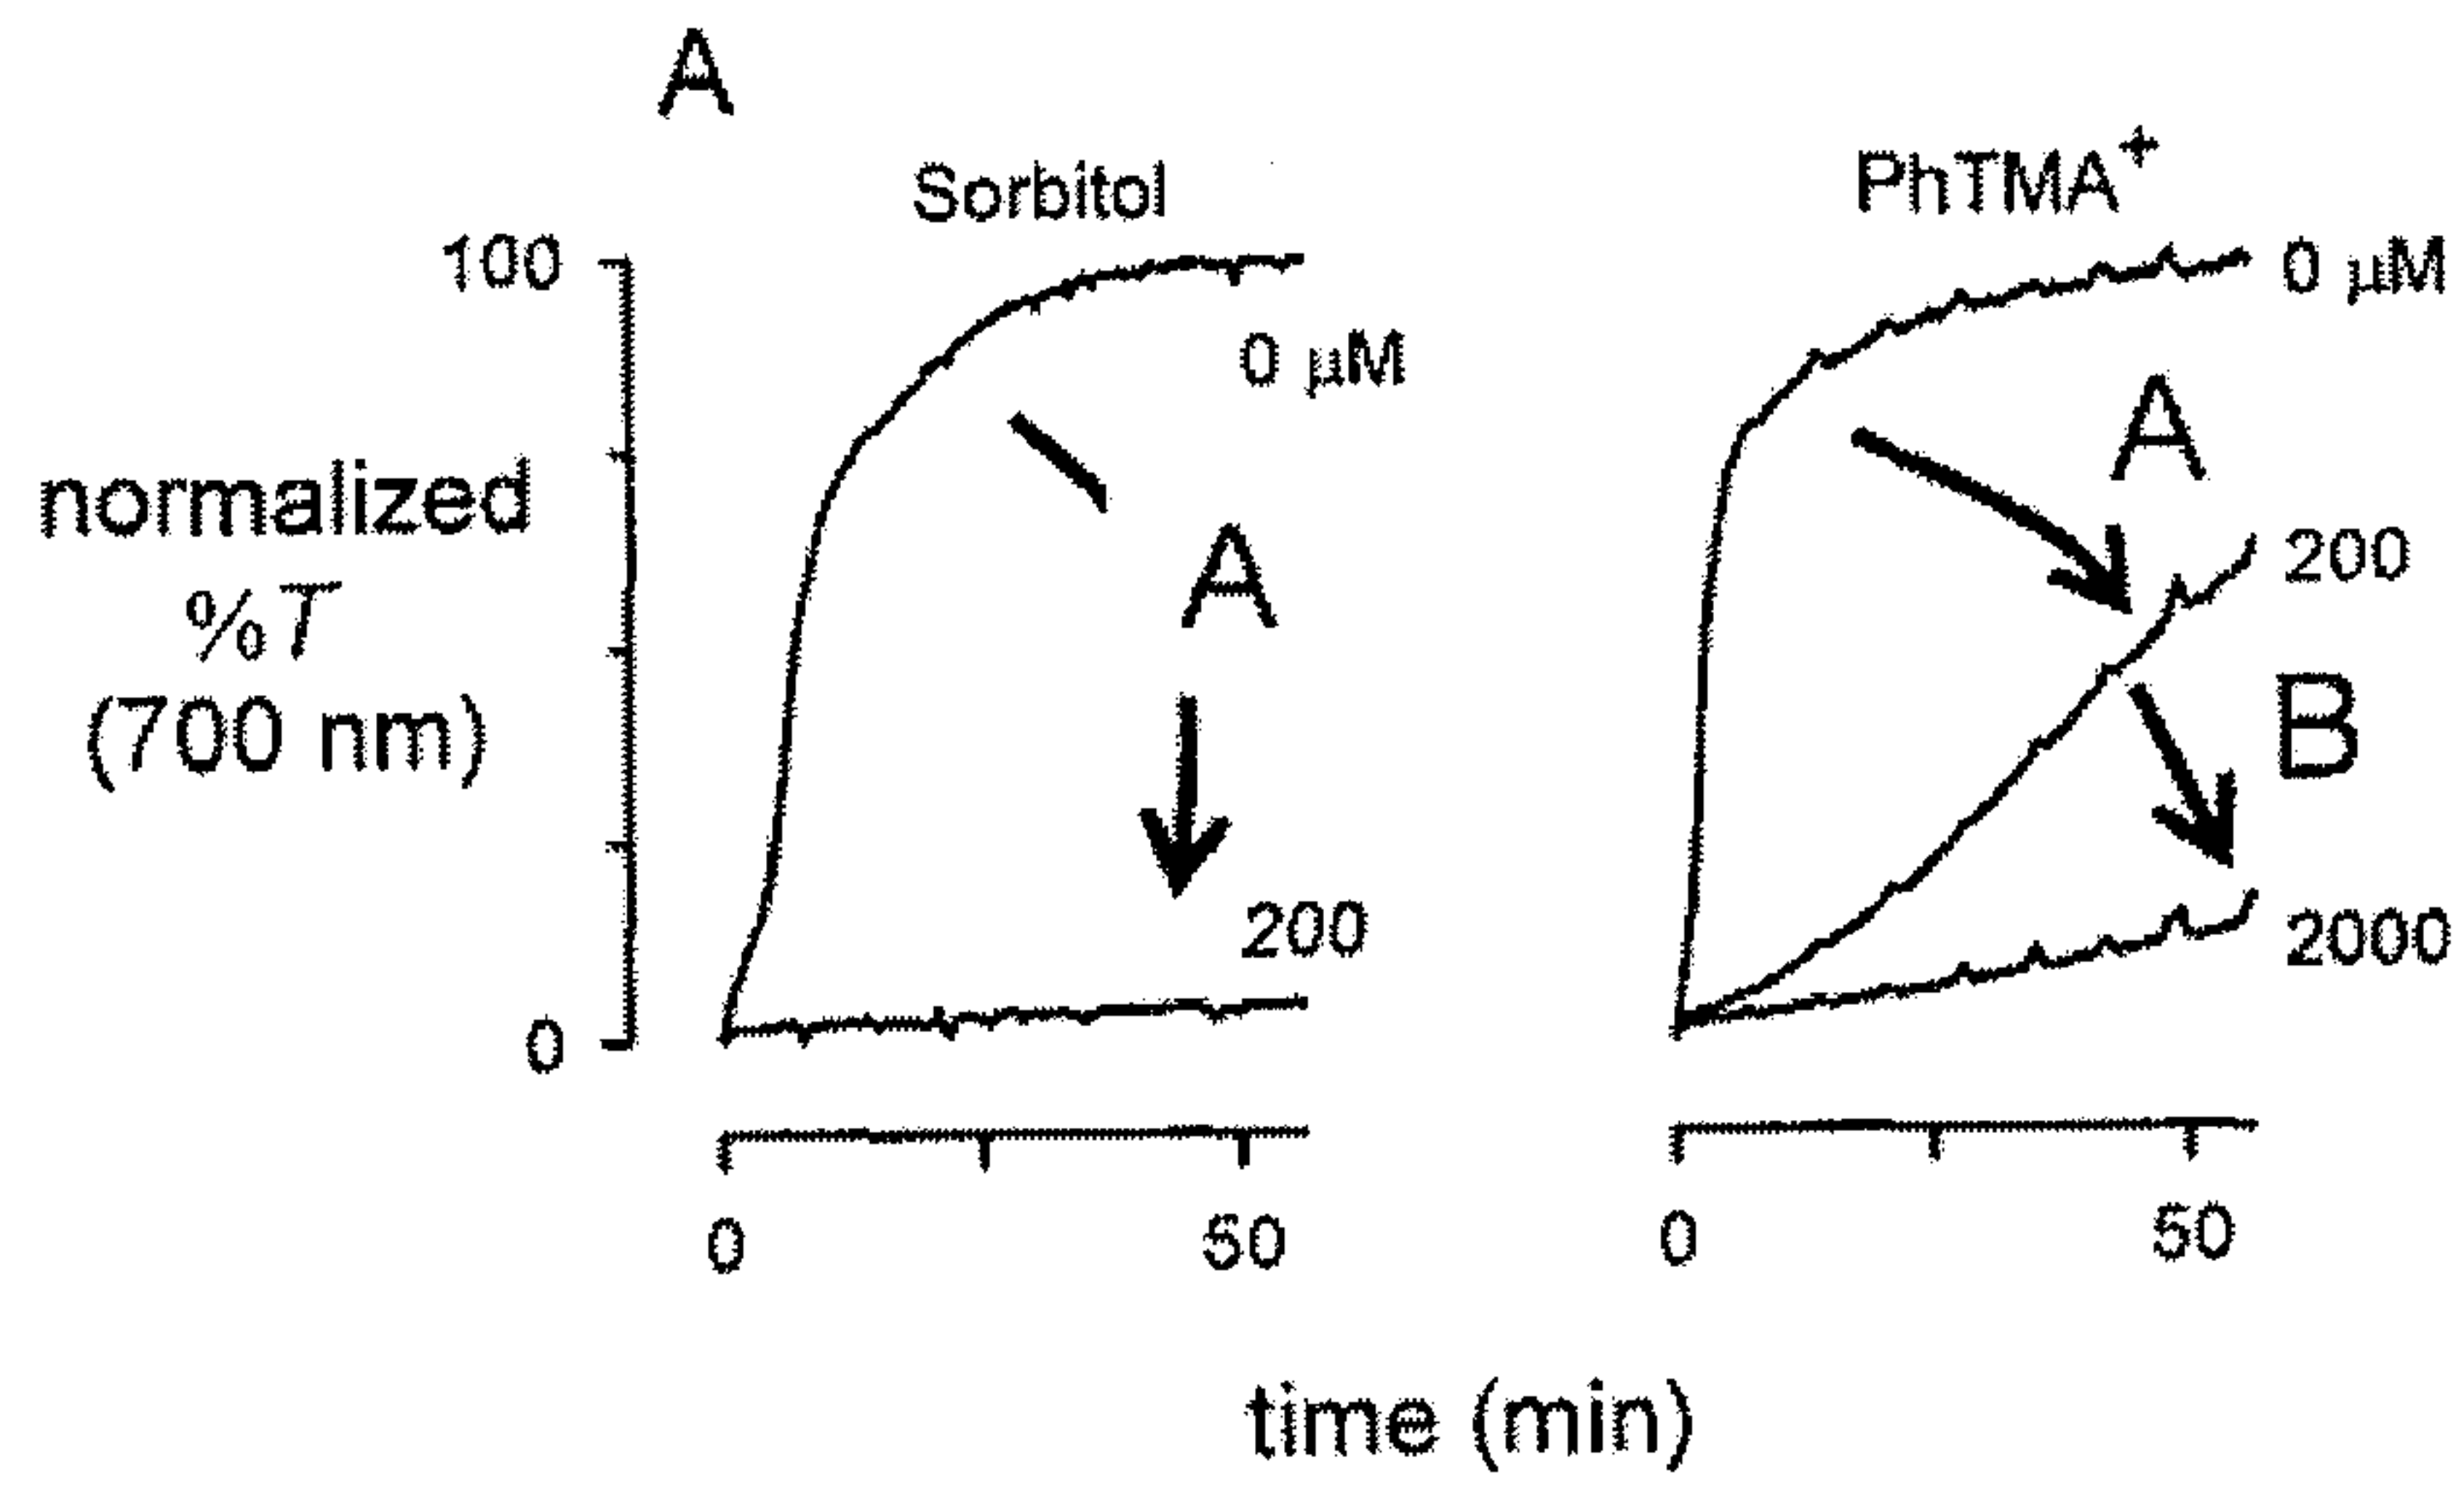 A
Sorbitol
PhTMA+
100
0 µM
0 µM
A
normalized
%T
(700 nm)
A
200
B
200
2000
0
0
50
0
50
time (min)